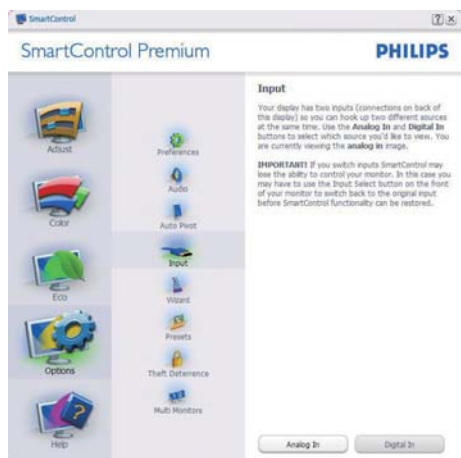 SmartControl
SmartControl Premium
PHILIPS
Adjust
Color
Eco
Options
Help
Preferences
Audio
Auto Pivot
Input
Wizard
Presets
Theft Deterrence
Multi Monitors
Input
Your display has two inputs (connections on back of
this display) so you can hook up two different sources
at the same time. Use the Analog In and Digital In
buttons to select which source you'd like to view. You
are currently viewing the analog in image.
IMPORTANT! If you switch inputs SmartControl may
lose the ability to control your monitor. In this case you
may have to use the Input Select button on the front
of your monitor to switch back to the original input
before SmartControl functionality can be restored.
Analog In
Digital In